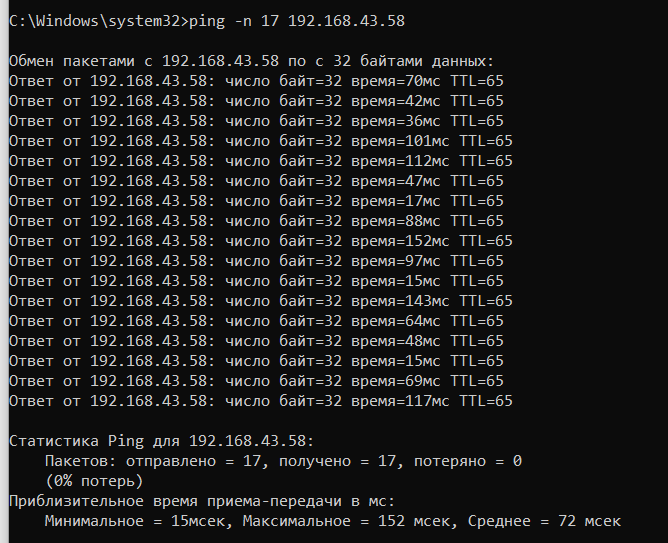 C:\Windows\system32>ping -n 17 192.168.43.58
Обмен пакетами с 192.168.43.58 по с 32 байтами данных:
Ответ от 192.168.43.58: число байт=32 время=70мс TTL=65
Ответ от 192.168.43.58: число байт=32 время=42мс TTL=65
Ответ от 192.168.43.58: число байт=32 время=36мс TTL=65
Ответ от 192.168.43.58: число байт=32 время=101мс TTL=65
Ответ от 192.168.43.58: число байт=32 время=112мс TTL=65
Ответ от 192.168.43.58: число байт=32 время=47мс TTL=65
Ответ от 192.168.43.58: число байт=32 время=17мс TTL=65
Ответ от 192.168.43.58: число байт=32 время=88мс TTL=65
Ответ от 192.168.43.58: число байт=32 время=152мс TTL=65
Ответ от 192.168.43.58: число байт=32 время=97мс TTL=65
Ответ от 192.168.43.58: число байт=32 время=15мс TTL=65
Ответ от 192.168.43.58: число байт=32 время=143мс TTL=65
Ответ от 192.168.43.58: число байт=32 время=64мс TTL=65
Ответ от 192.168.43.58: число байт=32 время=48мс TTL=65
Ответ от 192.168.43.58: число байт=32 время=15мс TTL=65
Ответ от 192.168.43.58: число байт=32 время=69мс TTL=65
Ответ от 192.168.43.58: число байт=32 время=117мс TTL=65
Статистика Ping для 192.168.43.58:
Пакетов: отправлено = 17, получено = 17, потеряно = 0
(0% потерь)
Приблизительное время приема-передачи в мс:
Минимальное = 15мсек, Максимальное = 152 мсек, Среднее = 72 мсек